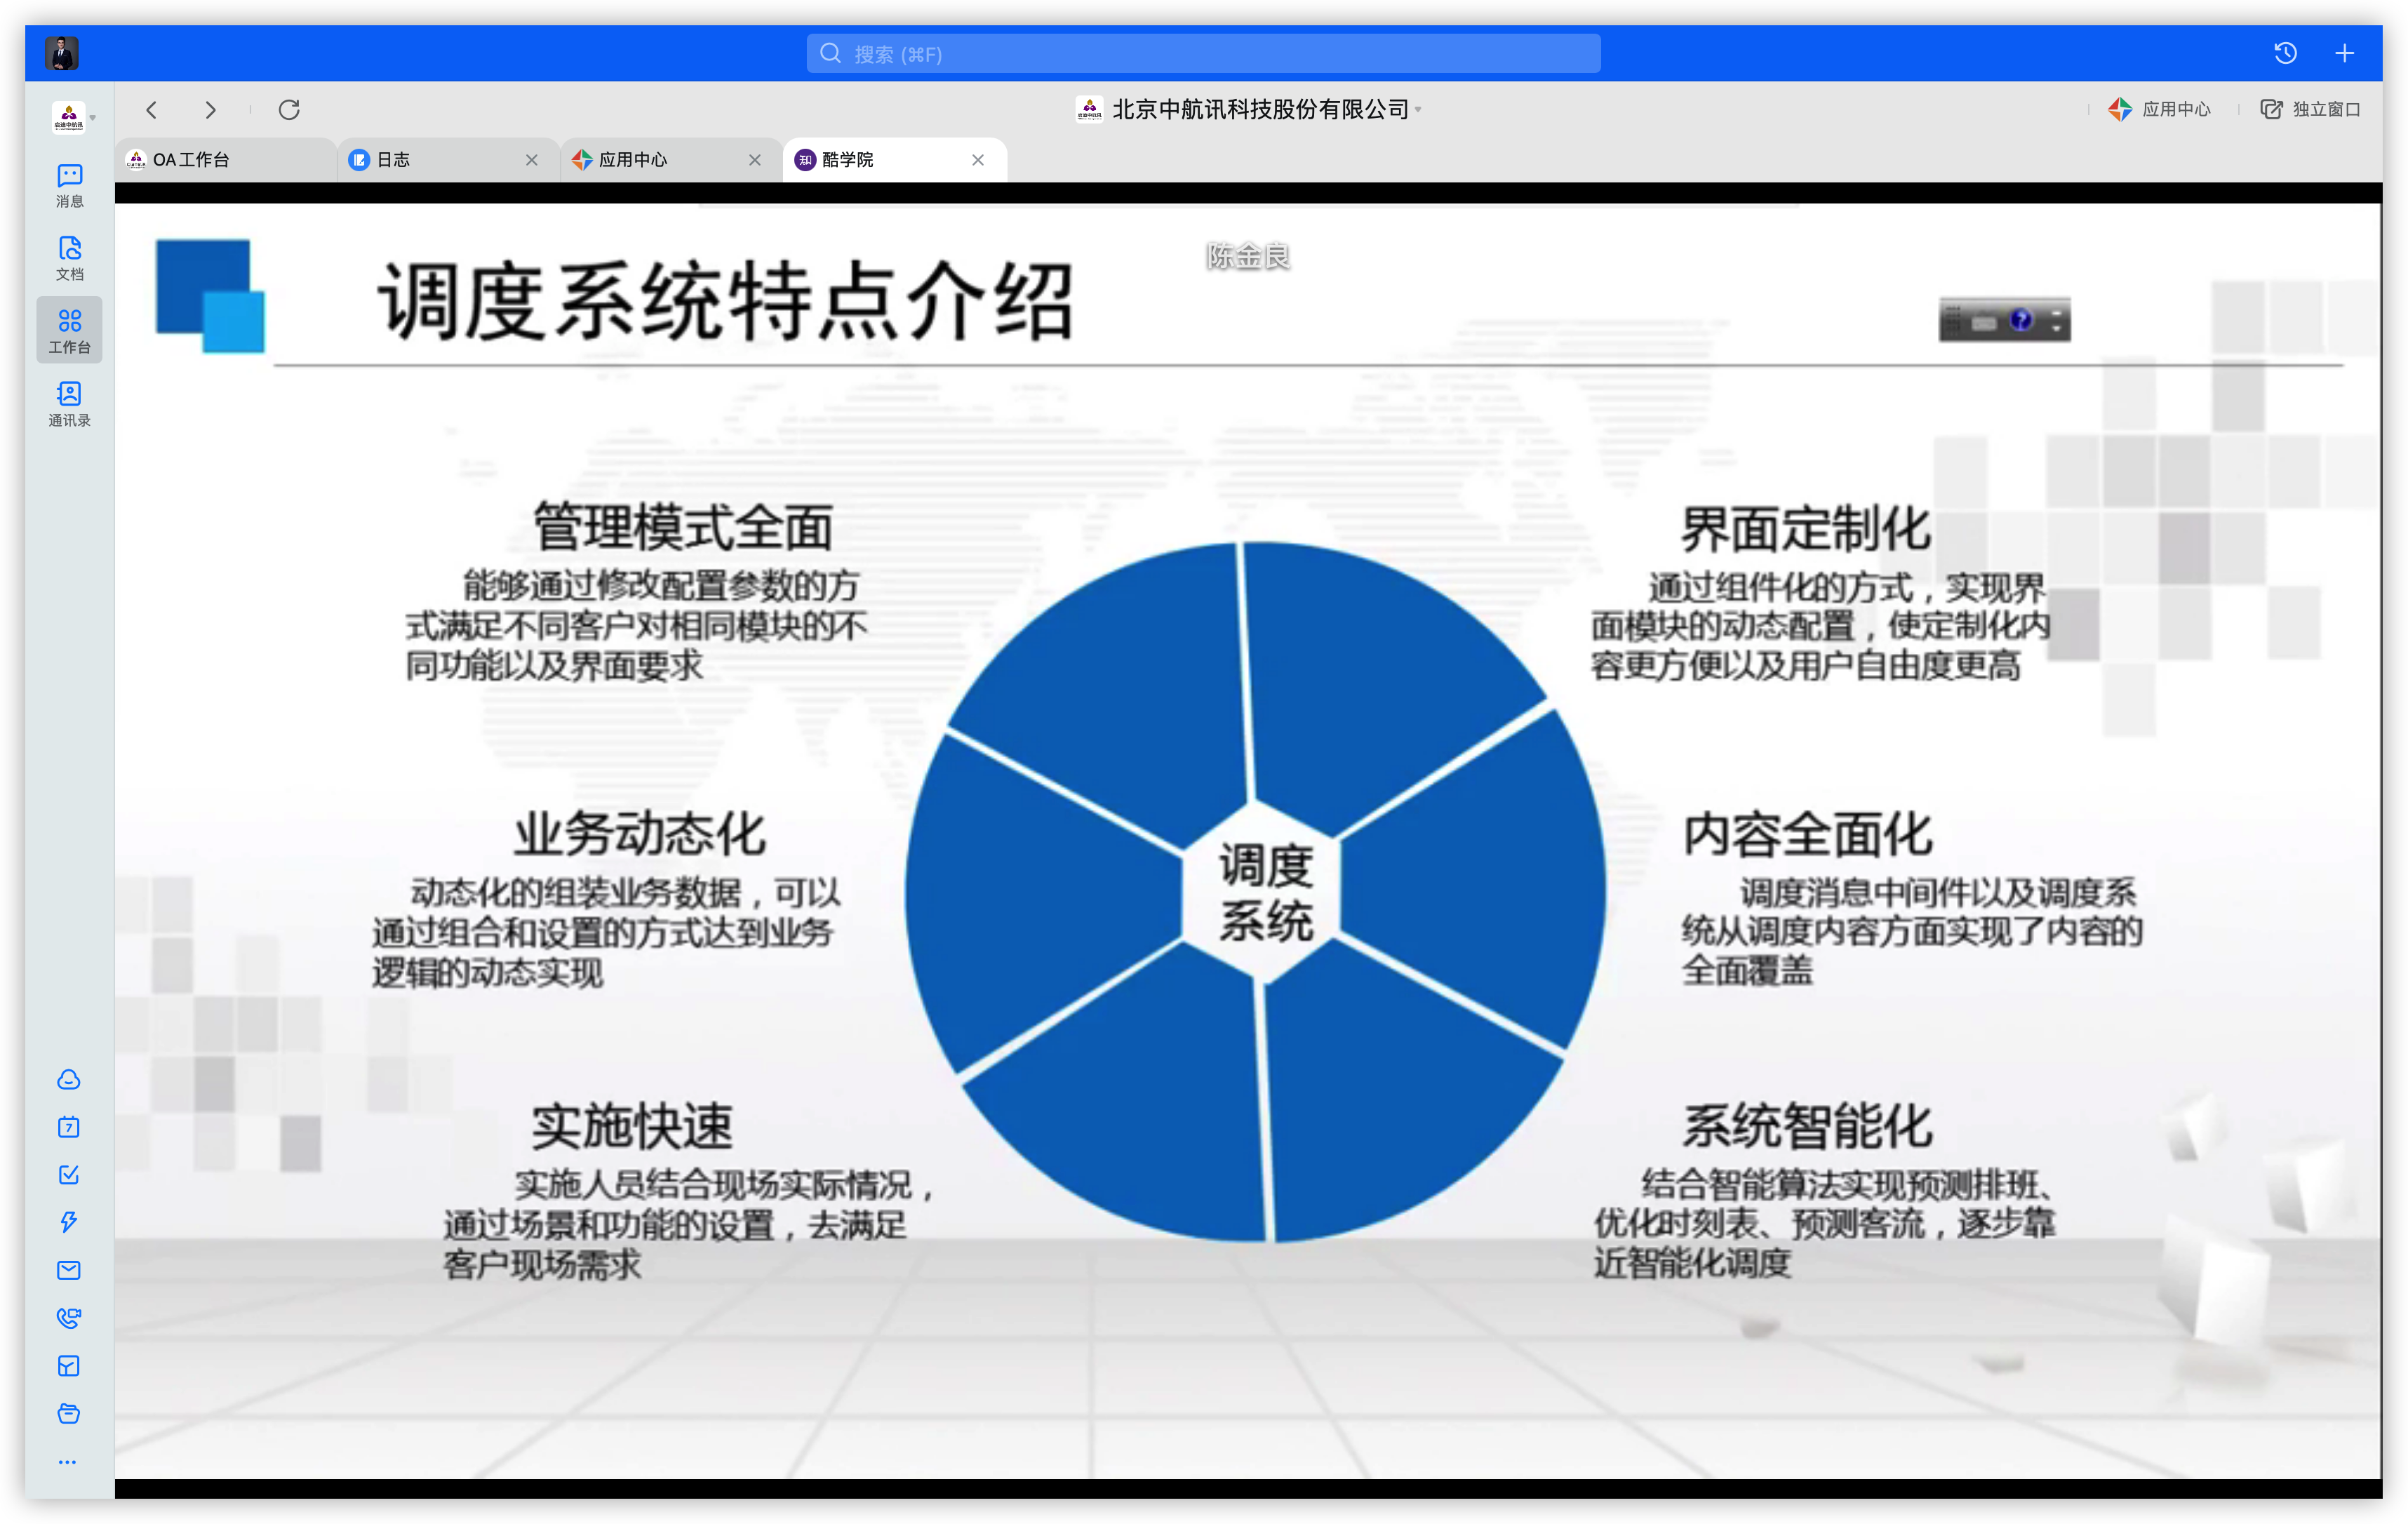 搜索 (⌘F)
北京中航讯科技股份有限公司
应用中心
独立窗口
OA工作台
日志
应用中心
知
酷学院
消息
文档
工作台
通讯录
7
陈金良
调度系统特点介绍
管理模式全面
能够通过修改配置参数的方
式满足不同客户对相同模块的不
同功能以及界面要求
业务动态化
动态化的组装业务数据，可以
通过组合和设置的方式达到业务
逻辑的动态实现
实施快速
实施人员结合现场实际情况，
通过场景和功能的设置，去满足
客户现场需求
调度
系统
界面定制化
通过组件化的方式，实现界
面模块的动态配置，使定制化内
容更方便以及用户自由度更高
内容全面化
调度消息中间件以及调度系
统从调度内容方面实现了内容的
全面覆盖
系统智能化
结合智能算法实现预测排班、
优化时刻表、预测客流，逐步靠
近智能化调度